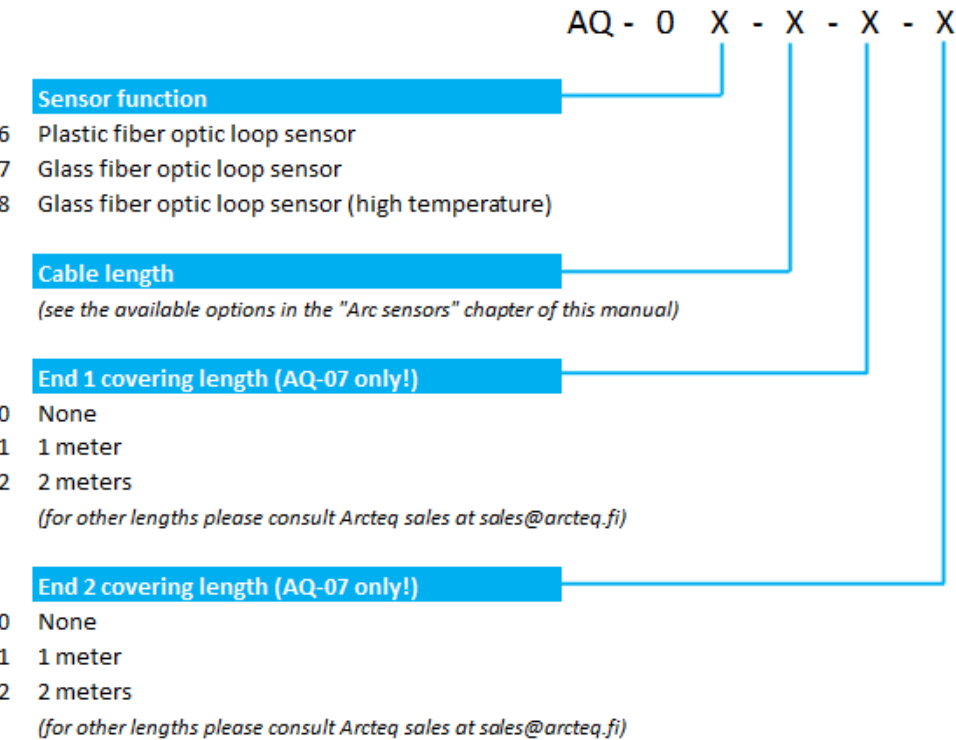 AQ - 0 X - X - X - X
Sensor function
6 Plastic fiber optic loop sensor
7 Glass fiber optic loop sensor
8 Glass fiber optic loop sensor (high temperature)
Cable length
(see the available options in the "Arc sensors" chapter of this manual)
End 1 covering length (AQ-07 only!)
0 None
1 1 meter
2 2 meters
(for other lengths please consult Arcteq sales at sales@arcteq.fi)
End 2 covering length (AQ-07 only!)
0 None
1 1 meter
2 2 meters
(for other lengths please consult Arcteq sales at sales@arcteq.fi)